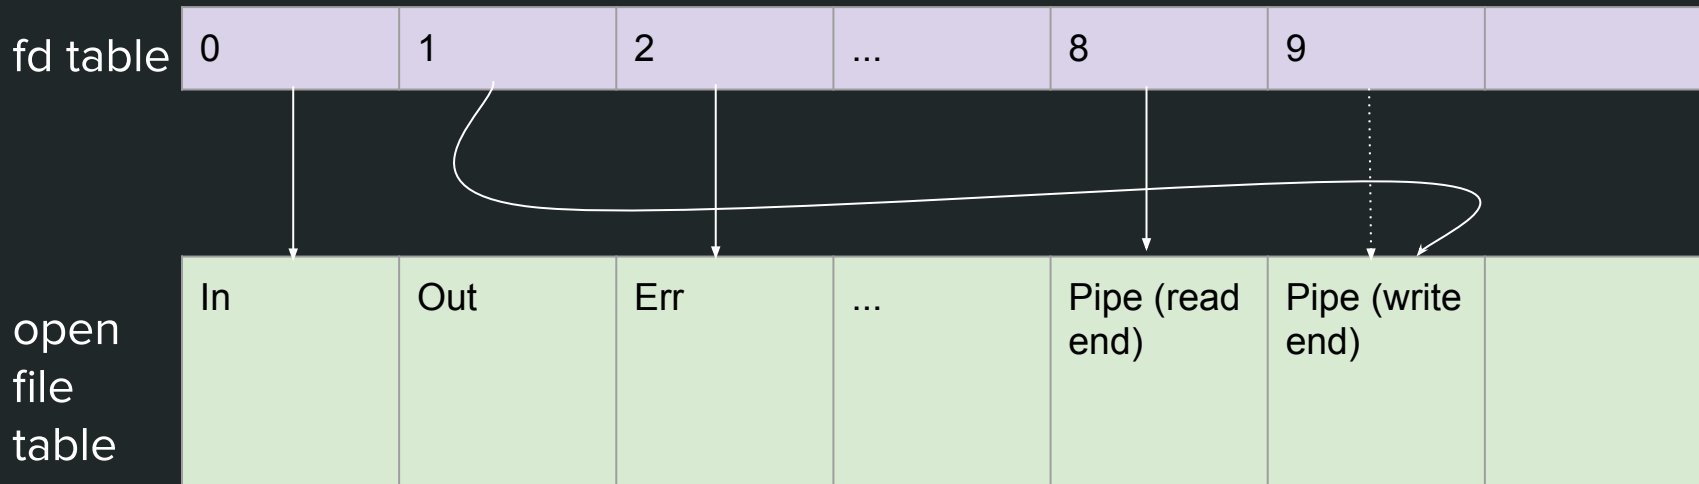 fd table
0
1
2
...
8
9
open
file
table
In
Out
Err
...
Pipe (read
end)
Pipe (write
end)